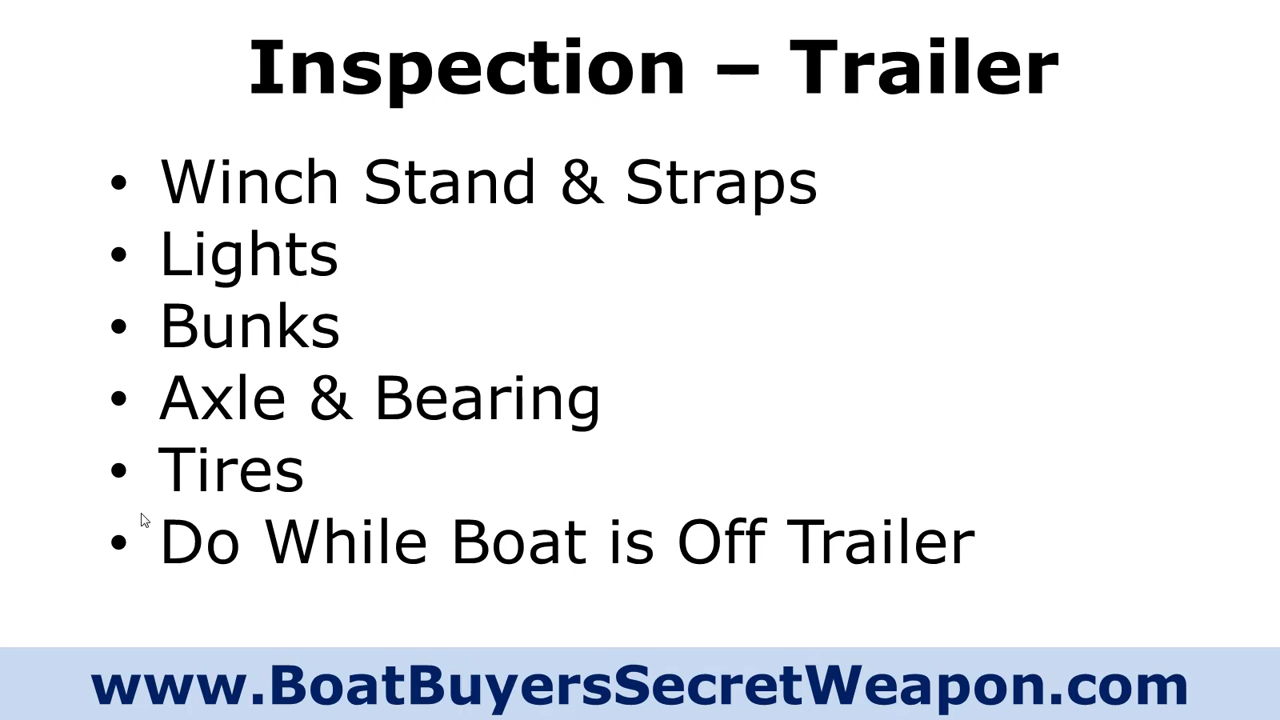 Inspection – Trailer
• Winch Stand & Straps
• Lights
• Bunks
• Axle & Bearing
• Tires
• Do While Boat is Off Trailer
www.BoatBuyersSecretWeapon.com